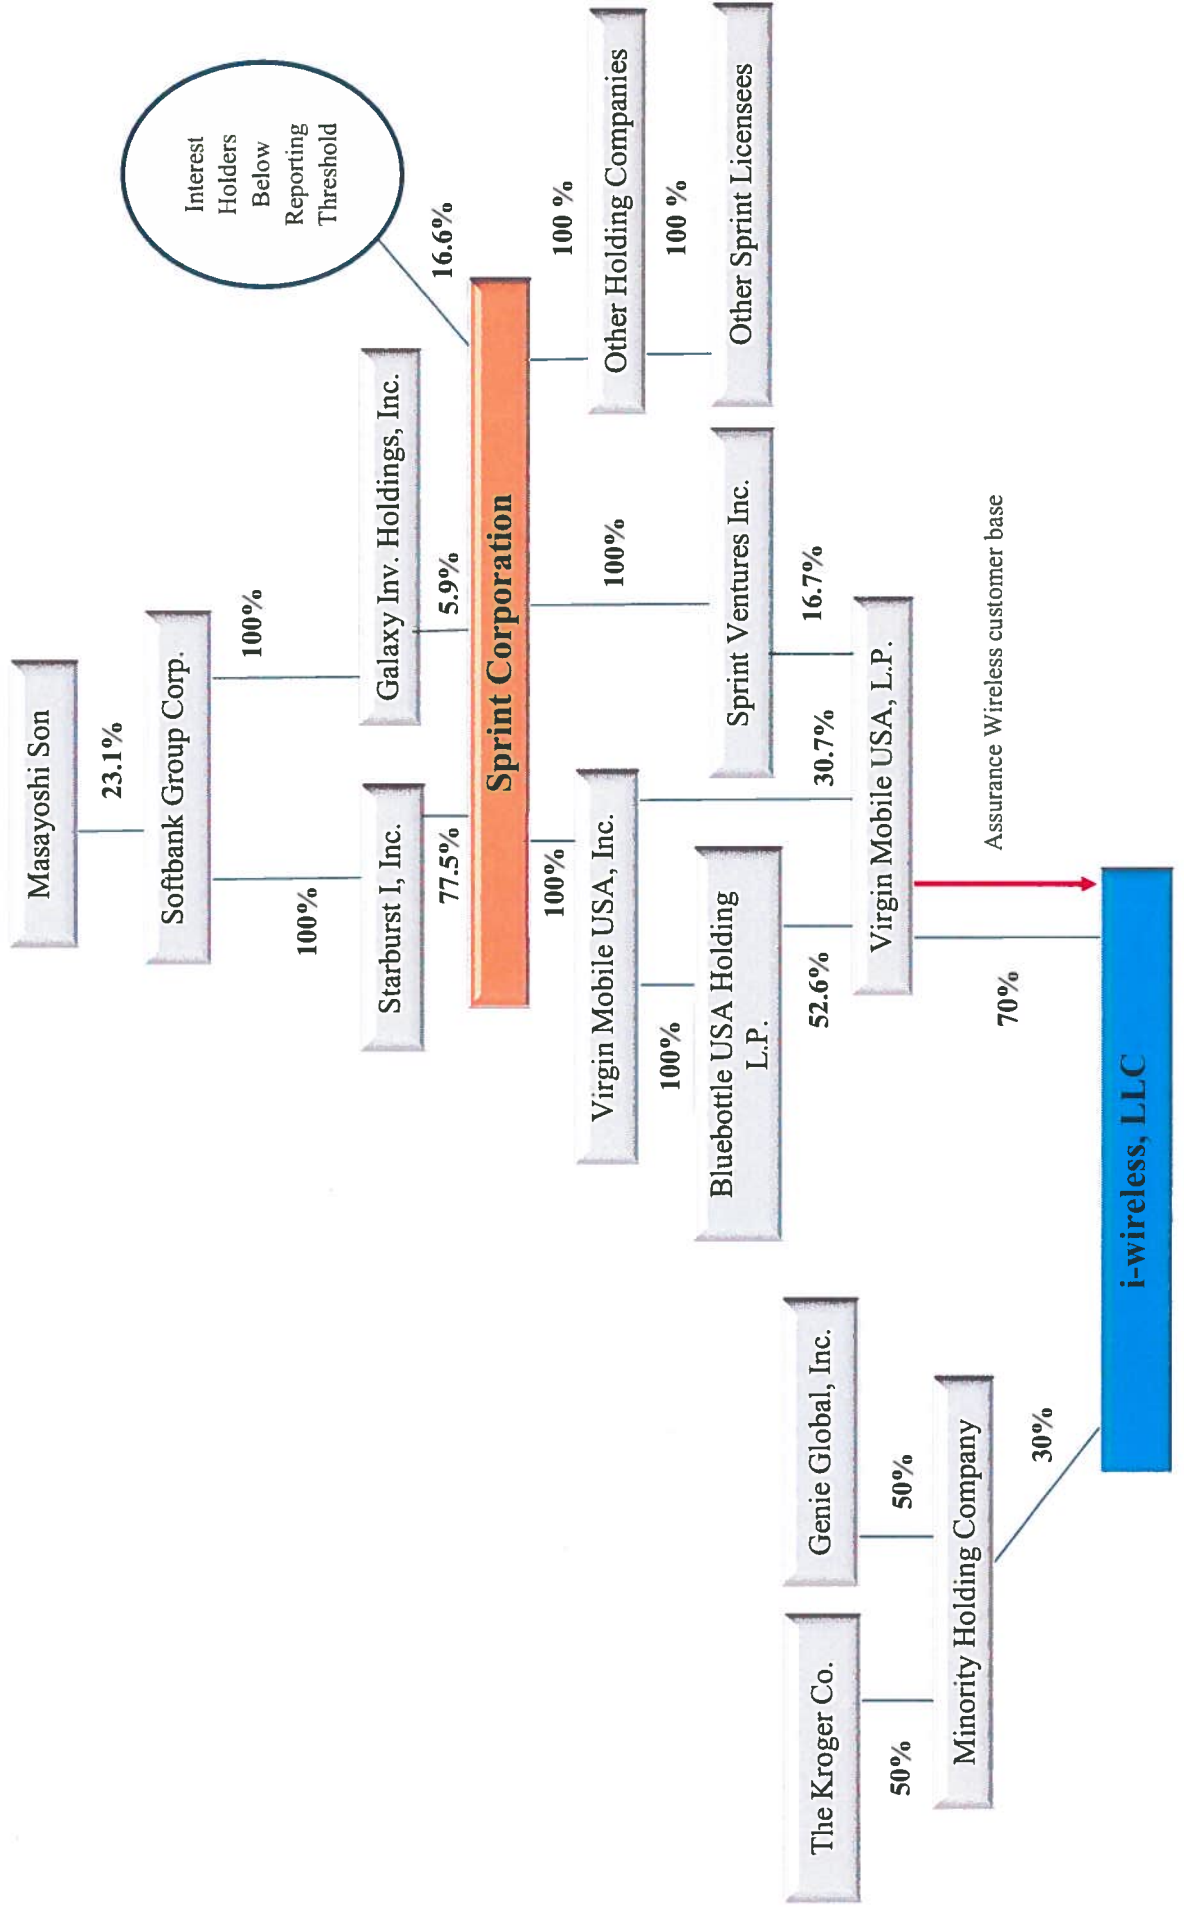 Masayoshi Son
23.1%
Softbank Group Corp.
100%
100%
Interest
Holders
Below
Reporting
Threshold
Starburst I, Inc.
Galaxy Inv. Holdings, Inc.
77.5%
5.9%
16.6%
Sprint Corporation
100%
100%
100 %
Virgin Mobile USA, Inc.
Other Holding Companies
100%
100 %
Bluebottle USA Holding
L.P.
Sprint Ventures Inc.
Other Sprint Licensees
The Kroger Co.
Genie Global, Inc.
52.6%
30.7%
16.7%
Virgin Mobile USA, L.P.
50%
50%
Minority Holding Company
70%
Assurance Wireless customer base
30%
i-wireless, LLC